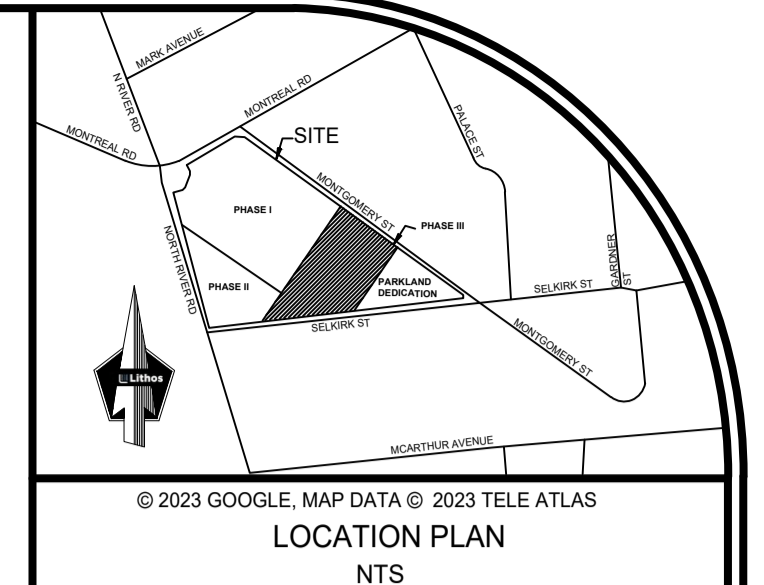 MARK AVENUE
N RIVER RD
MONTREAL RD
MONTREAL RD
SITE
PALACE ST
MONTGOMERY ST
PHASE I
PHASE III
NORTH RIVER RD
GARDNER
ST
PHASE II
PARKLAND
DEDICATION
SELKIRK ST
SELKIRK ST
MONTGOMERY ST
Lithos
MCARTHUR AVENUE
© 2023 GOOGLE, MAP DATA © 2023 TELE ATLAS
LOCATION PLAN
NTS